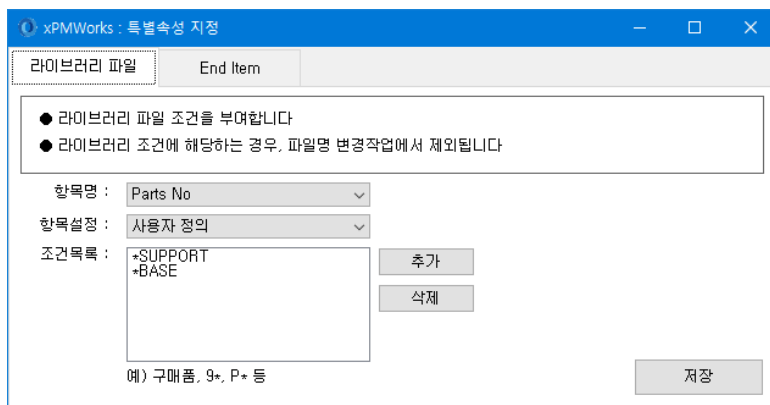 xPMWorks : 특별속성 지정
라이브러리 파일 End Item
● 라이브러리 파일 조건을 부여합니다
● 라이브러리 조건에 해당하는 경우, 파일명 변경작업에서 제외됩니다
항목명 : Parts No
항목설정 : 사용자 정의
조건목록 : *SUPPORT
*BASE
추가
삭제
예) 구매품, 9*, P* 등
저장